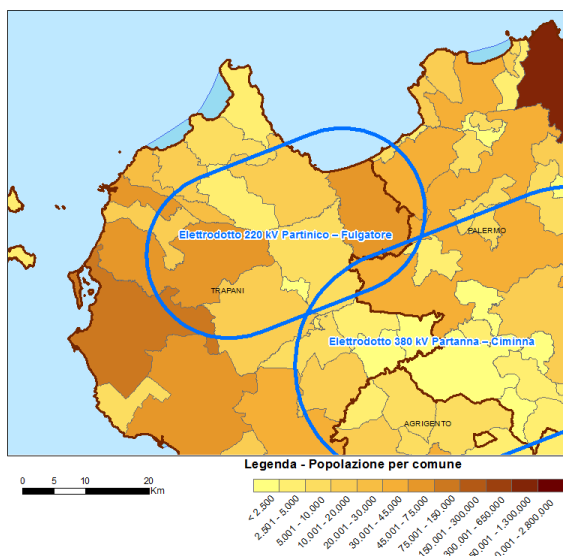 PALERMO
Elettrodotto 220 kV Partinico – Fulgatore
TRAPANI
Elettrodotto 380 kV Partanna – Ciminna
AGRIGENTO
Legenda - Popolazione per comune
0 5 10 20
Km
< 2.500
2.501 - 5.000
5.001 - 10.000
10.001 - 20.000
20.001 - 30.000
30.001 - 45.000
45.001 - 75.000
75.001 - 150.000
150.001 - 300.000
300.001 - 650.000
50.001 - 1.300.000
0.001 - 2.800.000